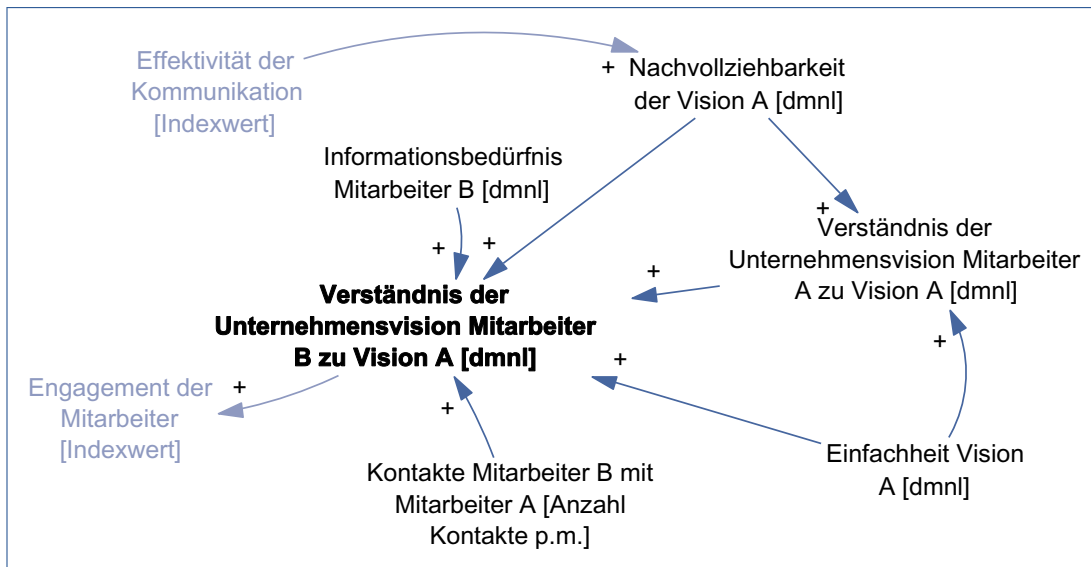 Effektivität der
Kommunikation
[Indexwert]
+ Nachvollziehbarkeit
der Vision A [dmnl]
Informationsbedürfnis
Mitarbeiter B [dmnl]
+
+
+
Verständnis der
Unternehmensvision Mitarbeiter
A zu Vision A [dmnl]
+
Verständnis der
Unternehmensvision Mitarbeiter
B zu Vision A [dmnl]
+
+
Engagement der
Mitarbeiter
[Indexwert]
+
+
Kontakte Mitarbeiter B mit
Mitarbeiter A [Anzahl
Kontakte p.m.]
Einfachheit Vision
A [dmnl]